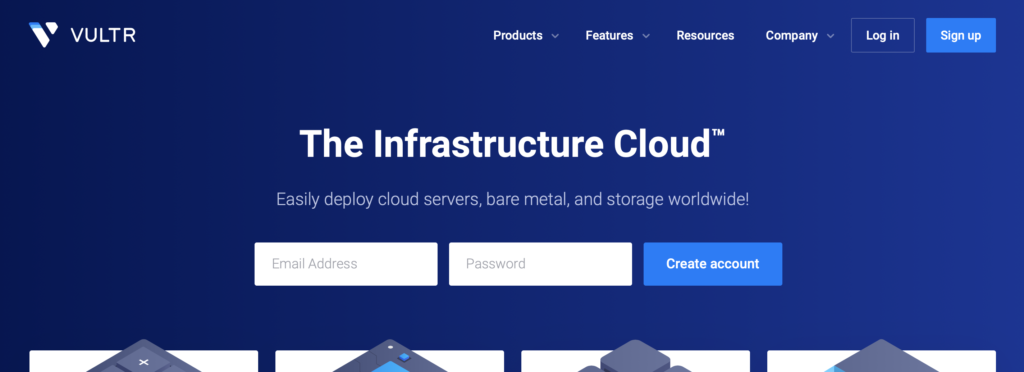 VULTR
Products Features Resources Company Log in Sign up
The Infrastructure Cloud™
Easily deploy cloud servers, bare metal, and storage worldwide!
Email Address Password Create account